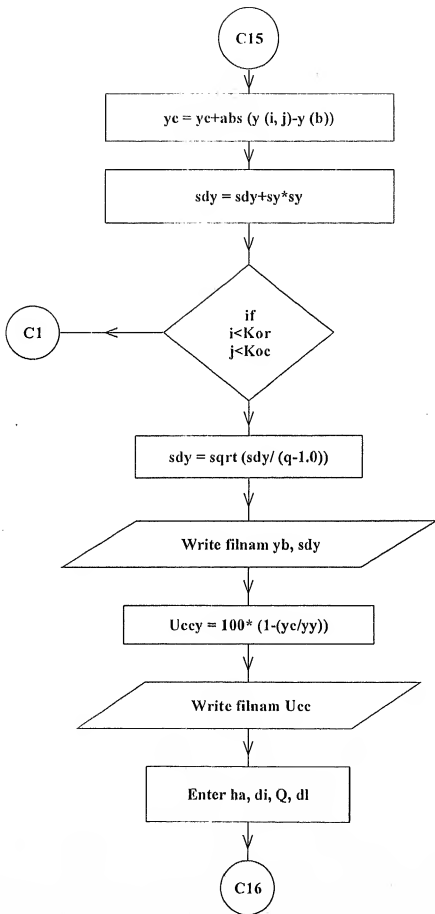 C15
yc = yc+abs (y (i, j)-y (b))
sdy = sdy+sy*sy
if
i<Kor
j<Koc
C1
sdy = sqrt (sdy/ (q-1.0))
Write filnam yb, sdy
Uccy = 100* (1-(yc/yy))
Write filnam Ucc
Enter ha, di, Q, dl
C16